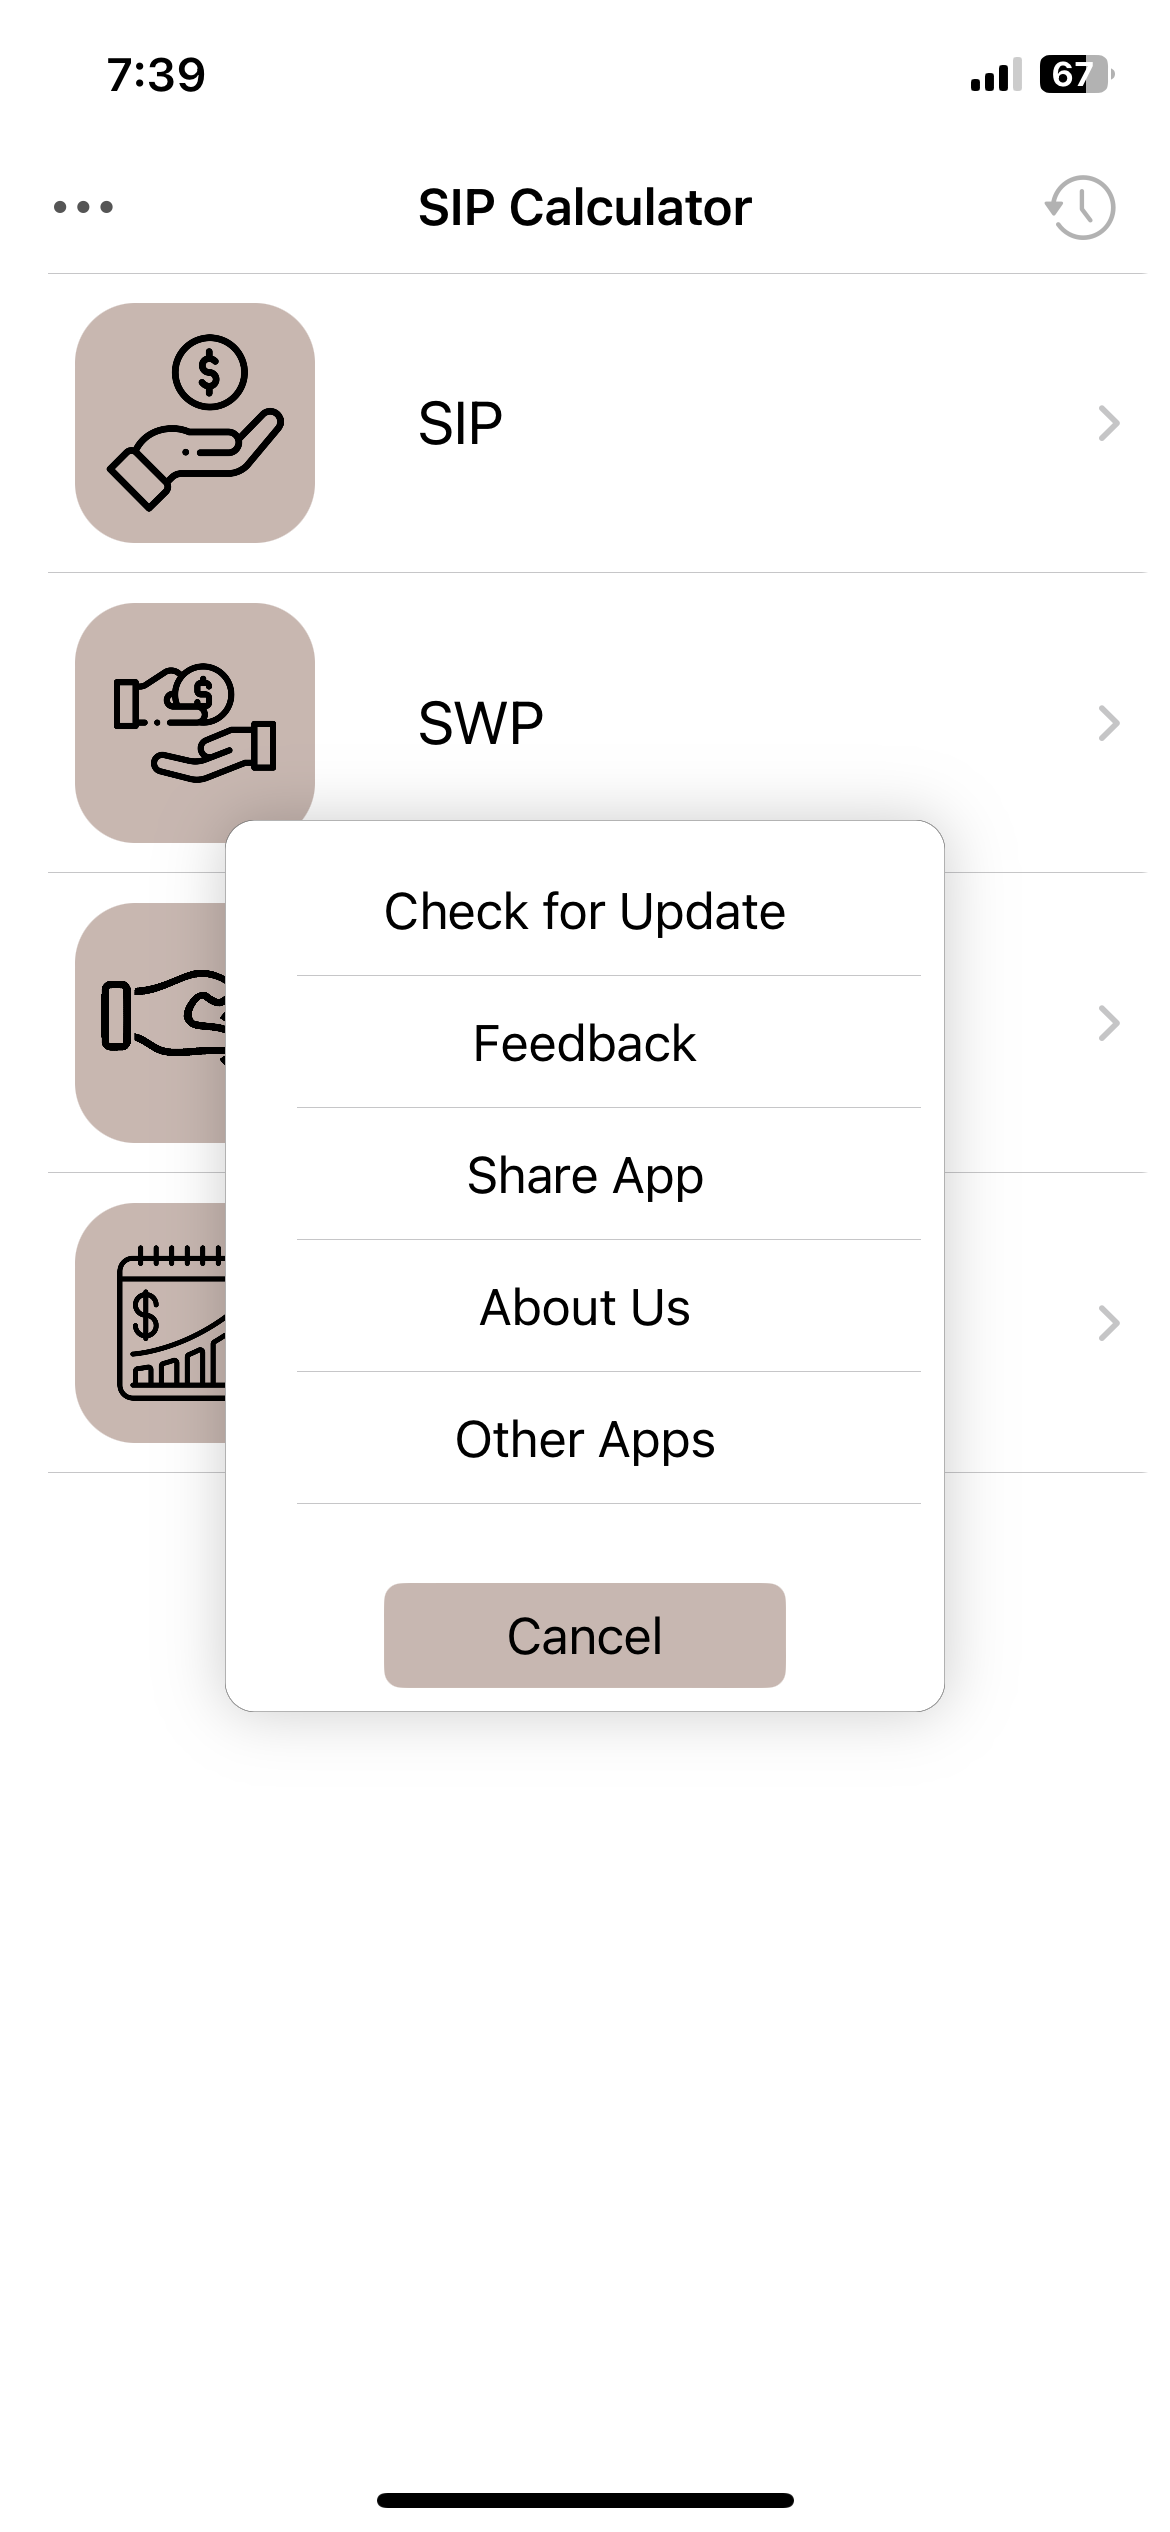 7:39
67
SIP Calculator
SIP
SWP
Check for Update
Feedback
Share App
About Us
Other Apps
Cancel